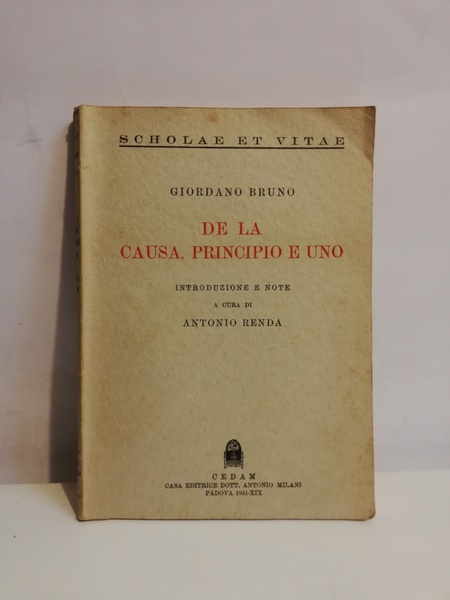 SCHOLAE ET VITAE
GIORDANO BRUNO
DE LA
CAUSA, PRINCIPIO E UNO
INTRODUZIONE E NOTE
A CURA DI
ANTONIO RENDA
CEDAM
CASA EDITRICE DOTT. ANTONIO MILANI
PADOVA 1941-XIX